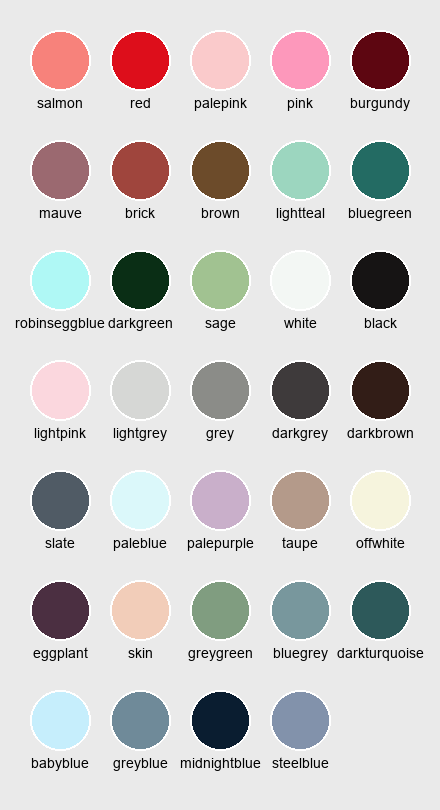 salmon red palepink pink burgundy
mauve brick brown lightteal bluegreen
robinseggblue darkgreen sage white black
lightpink lightgrey grey darkgrey darkbrown
slate paleblue palepurple taupe offwhite
eggplant skin greygreen bluegrey darkturquoise
babyblue greyblue midnightblue steelblue